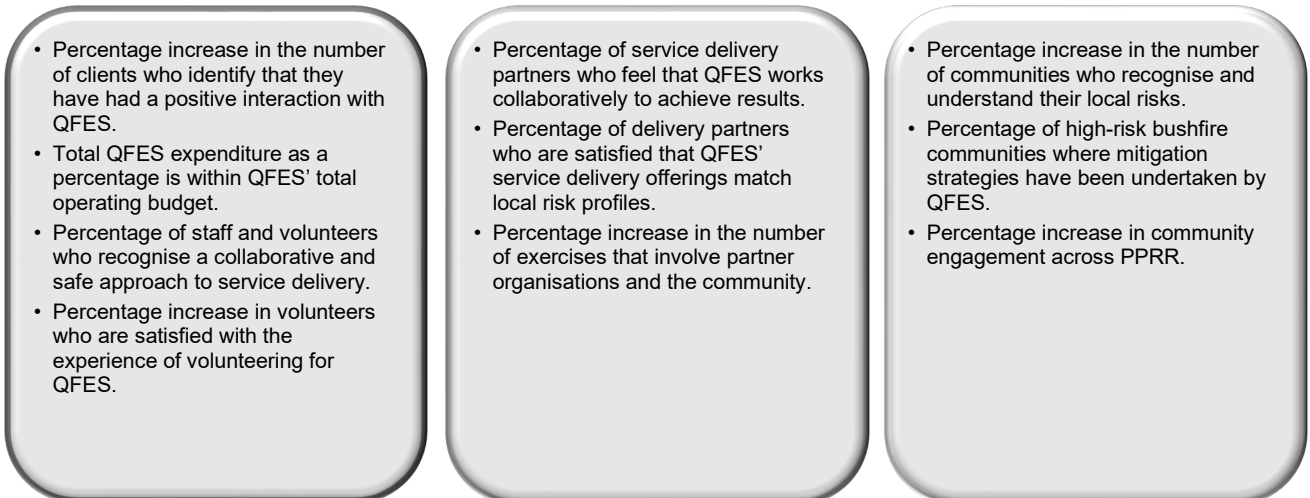 • Percentage increase in the number
of clients who identify that they
have had a positive interaction with
QFES.
• Total QFES expenditure as a
percentage is within QFES’ total
operating budget.
• Percentage of staff and volunteers
who recognise a collaborative and
safe approach to service delivery.
• Percentage increase in volunteers
who are satisfied with the
experience of volunteering for
QFES.
• Percentage of service delivery
partners who feel that QFES works
collaboratively to achieve results.
• Percentage of delivery partners
who are satisfied that QFES’
service delivery offerings match
local risk profiles.
• Percentage increase in the number
of exercises that involve partner
organisations and the community.
• Percentage increase in the number
of communities who recognise and
understand their local risks.
• Percentage of high-risk bushfire
communities where mitigation
strategies have been undertaken by
QFES.
• Percentage increase in community
engagement across PPRR.